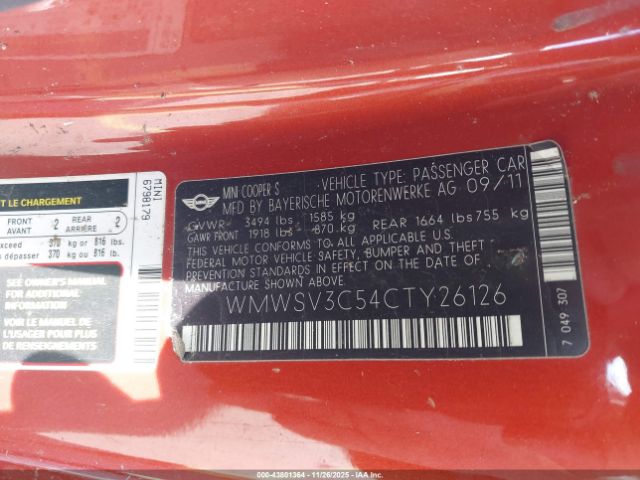 T LE CHARGEMENT
MINI
6798179
FRONT
AVANT
2
REAR
ARRIÈRE
2
xceed 370 kg or 816 lbs.
s dépasser 370 kg ou 816 lb.
SEE OWNER'S MANUAL
FOR ADDITIONAL
INFORMATION
VOIR LE MANUEL DE
L'USAGER POUR PLUS
DE RENSEIGNEMENTS
MINI
MINI COOPER S VEHICLE TYPE: PASSENGER CAR
MFD BY BAYERISCHE MOTORENWERKE AG 09/11
GVWR 3494 lbs 1585 kg
GAWR FRONT 1918 lbs 870 kg REAR 1664 lbs 755 kg
THIS VEHICLE CONFORMS TO ALL APPLICABLE
FEDERAL MOTOR VEHICLE SAFETY, BUMPER AND THEFT
PREVENTION STANDARDS IN EFFECT ON THE DATE OF
MANUFACTURE SHOWN ABOVE.
WMWSV3C54CTY26126
7 049 307
000-43801364 - 11/26/2025 - IAAI.COM